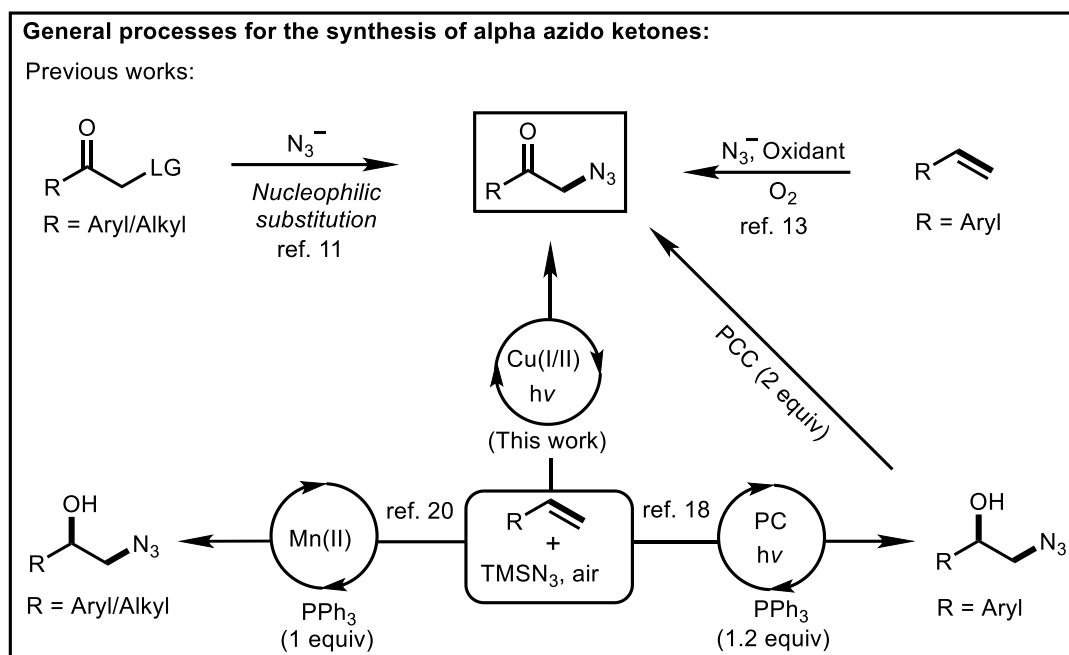 General processes for the synthesis of alpha azido ketones:
Previous works:
O
R
LG
R = Aryl/Alkyl
N₃⁻
Nucleophilic
substitution
ref. 11
O
R
N₃
N₃⁻, Oxidant
O₂
ref. 13
R
R = Aryl
PCC (2 equiv)
Cu(I/II)
hν
(This work)
OH
R
N₃
R = Aryl/Alkyl
Mn(II)
PPh₃
(1 equiv)
ref. 20
R
+
TMSN₃, air
ref. 18
PC
hν
PPh₃
(1.2 equiv)
OH
R
N₃
R = Aryl